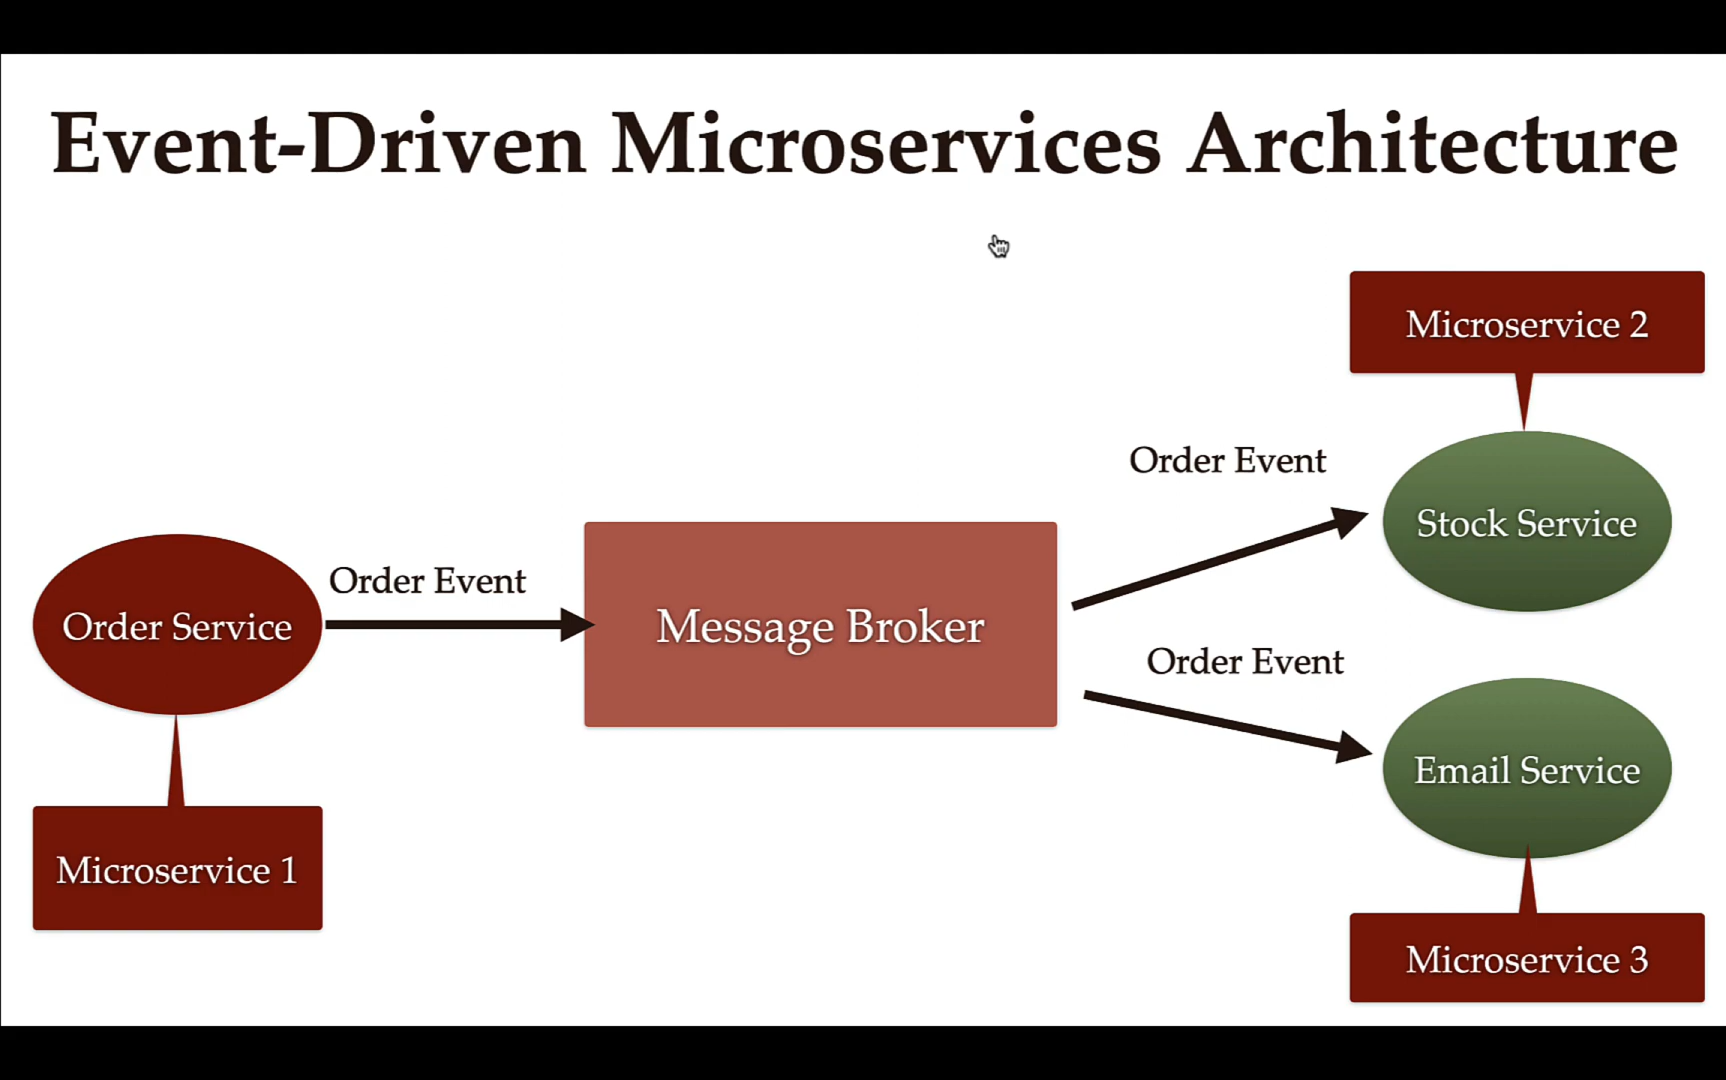 Event-Driven Microservices Architecture
Microservice 2
Order Event
Stock Service
Order Event
Order Service
Message Broker
Order Event
Email Service
Microservice 1
Microservice 3